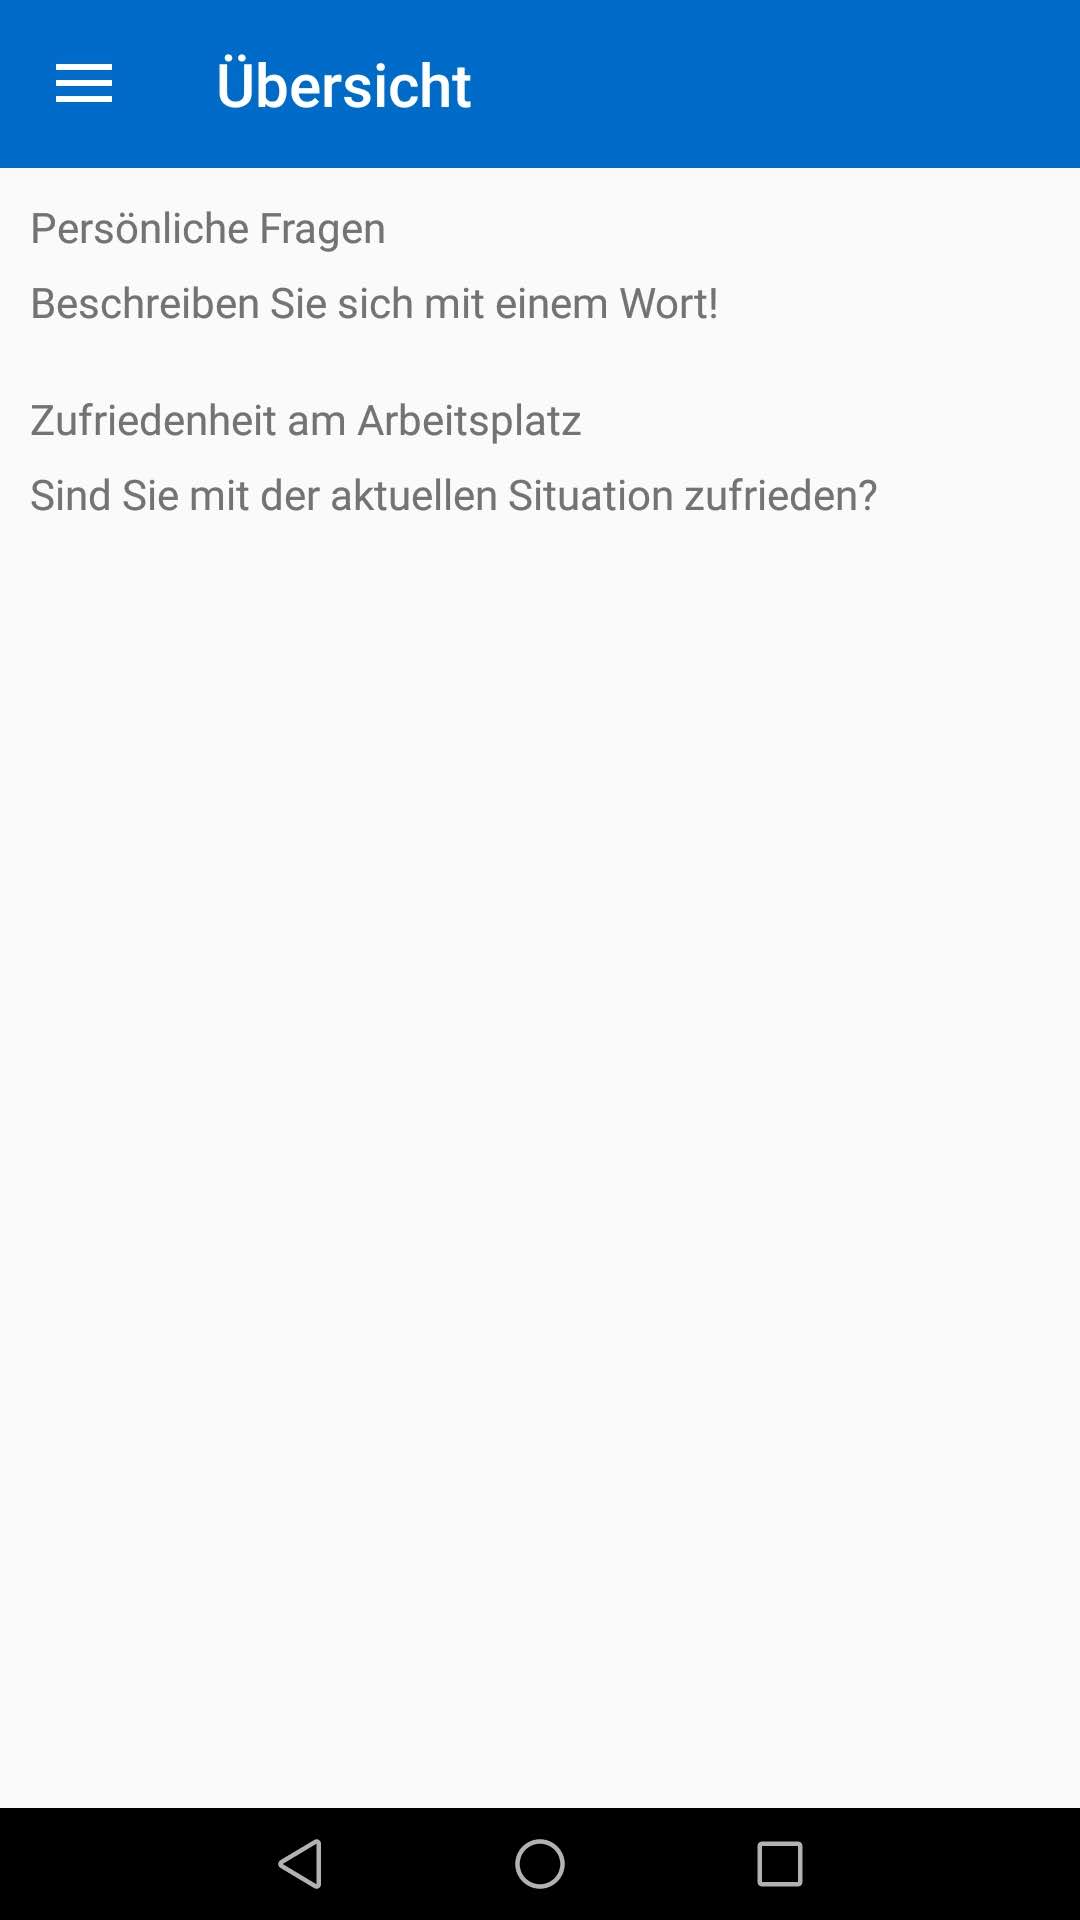 Übersicht
Persönliche Fragen
Beschreiben Sie sich mit einem Wort!
Zufriedenheit am Arbeitsplatz
Sind Sie mit der aktuellen Situation zufrieden?